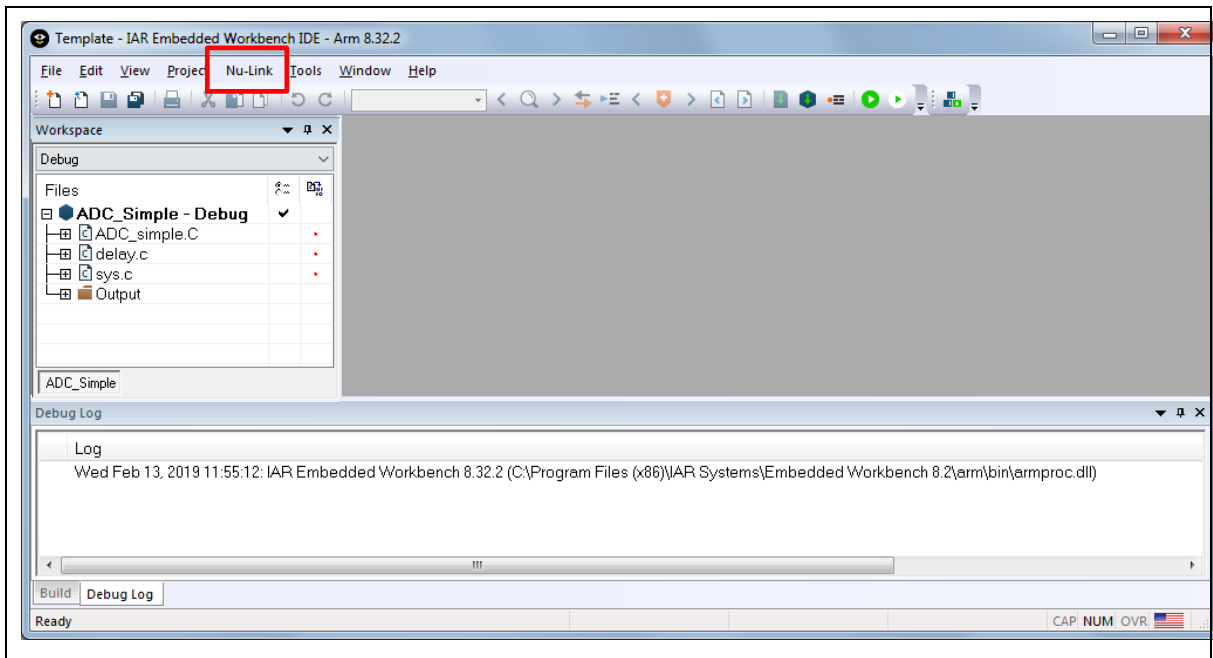 Template - IAR Embedded Workbench IDE - Arm 8.32.2
File Edit View Project Nu-Link Tools Window Help
Workspace
Debug
Files
ADC_Simple - Debug
ADC_simple.C
delay.c
sys.c
Output
ADC_Simple
Debug Log
Log
Wed Feb 13, 2019 11:55:12: IAR Embedded Workbench 8.32.2 (C:\Program Files (x86)\IAR Systems\Embedded Workbench 8.2\arm\bin\armproc.dll)
Build Debug Log
Ready CAP NUM OVR